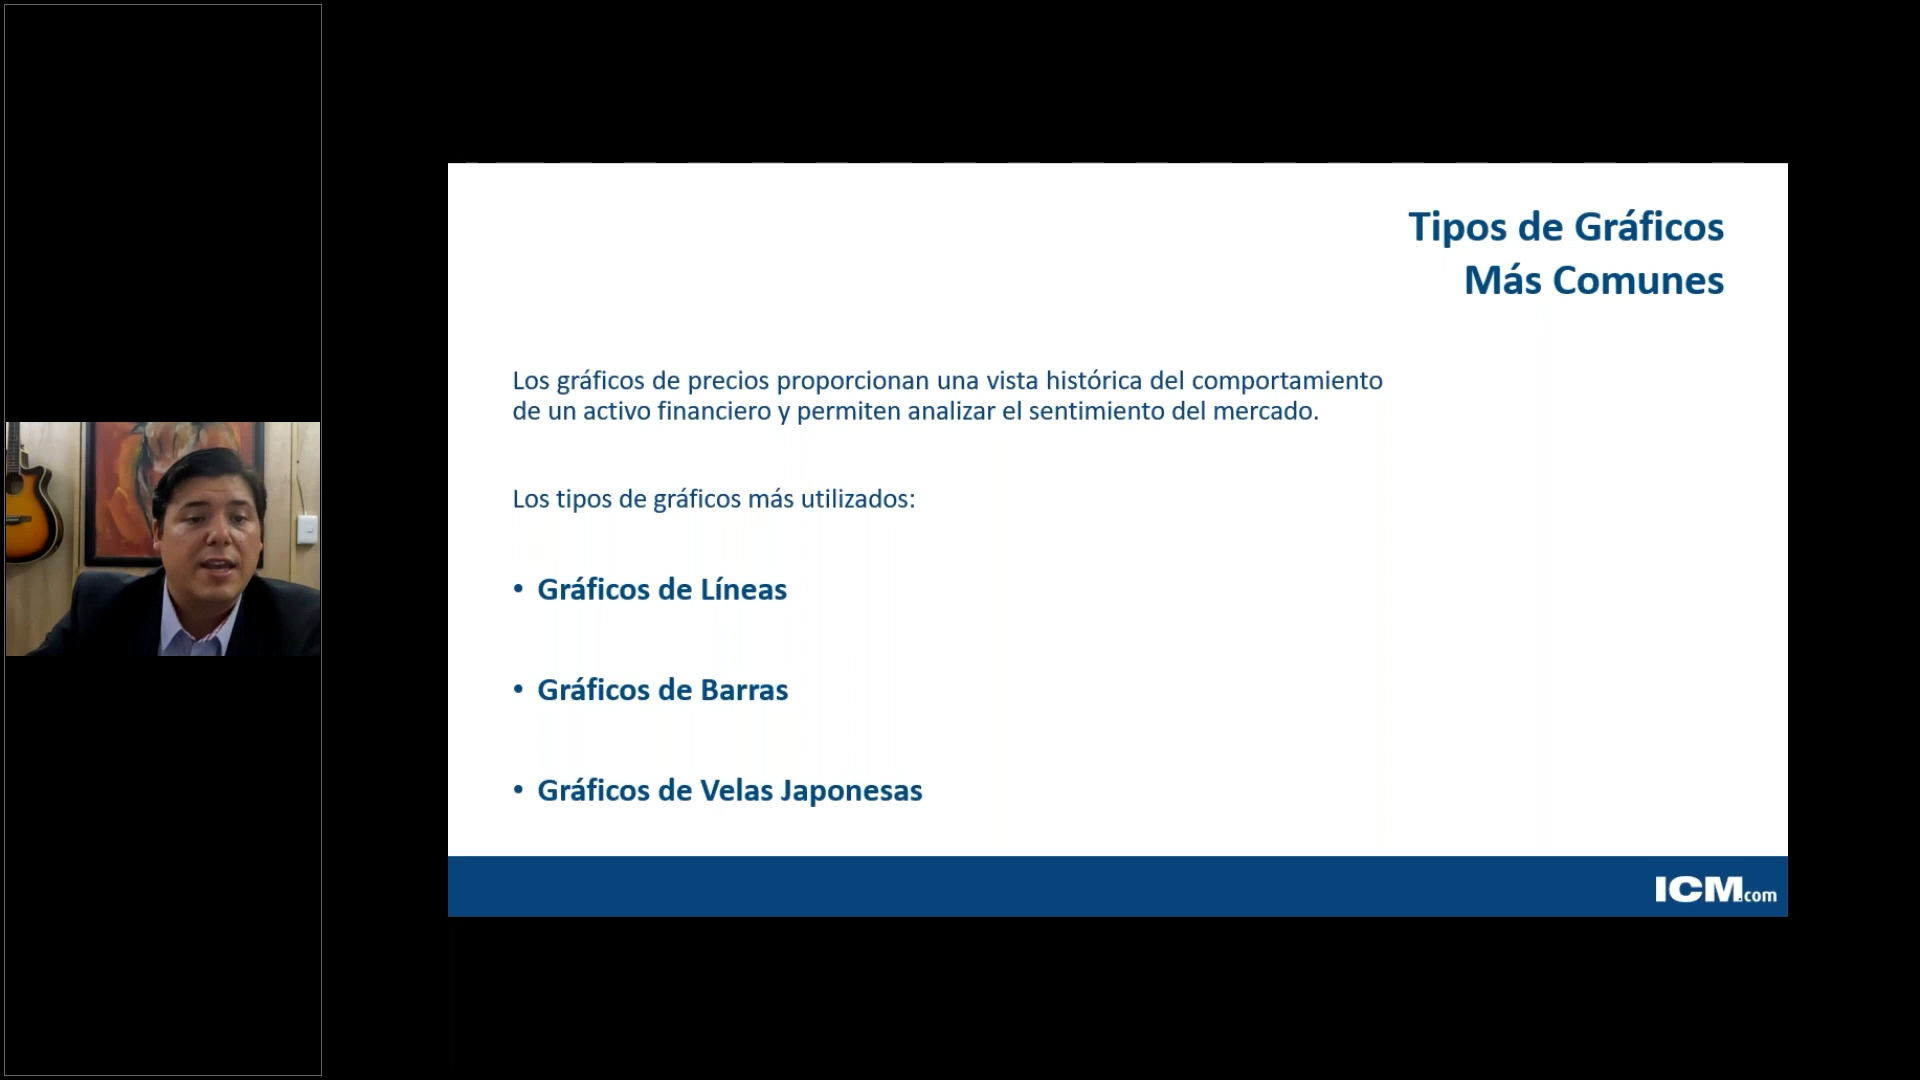 Tipos de Gráficos
Más Comunes
Los gráficos de precios proporcionan una vista histórica del comportamiento
de un activo financiero y permiten analizar el sentimiento del mercado.
Los tipos de gráficos más utilizados:
• Gráficos de Líneas
• Gráficos de Barras
• Gráficos de Velas Japonesas
ICM.com